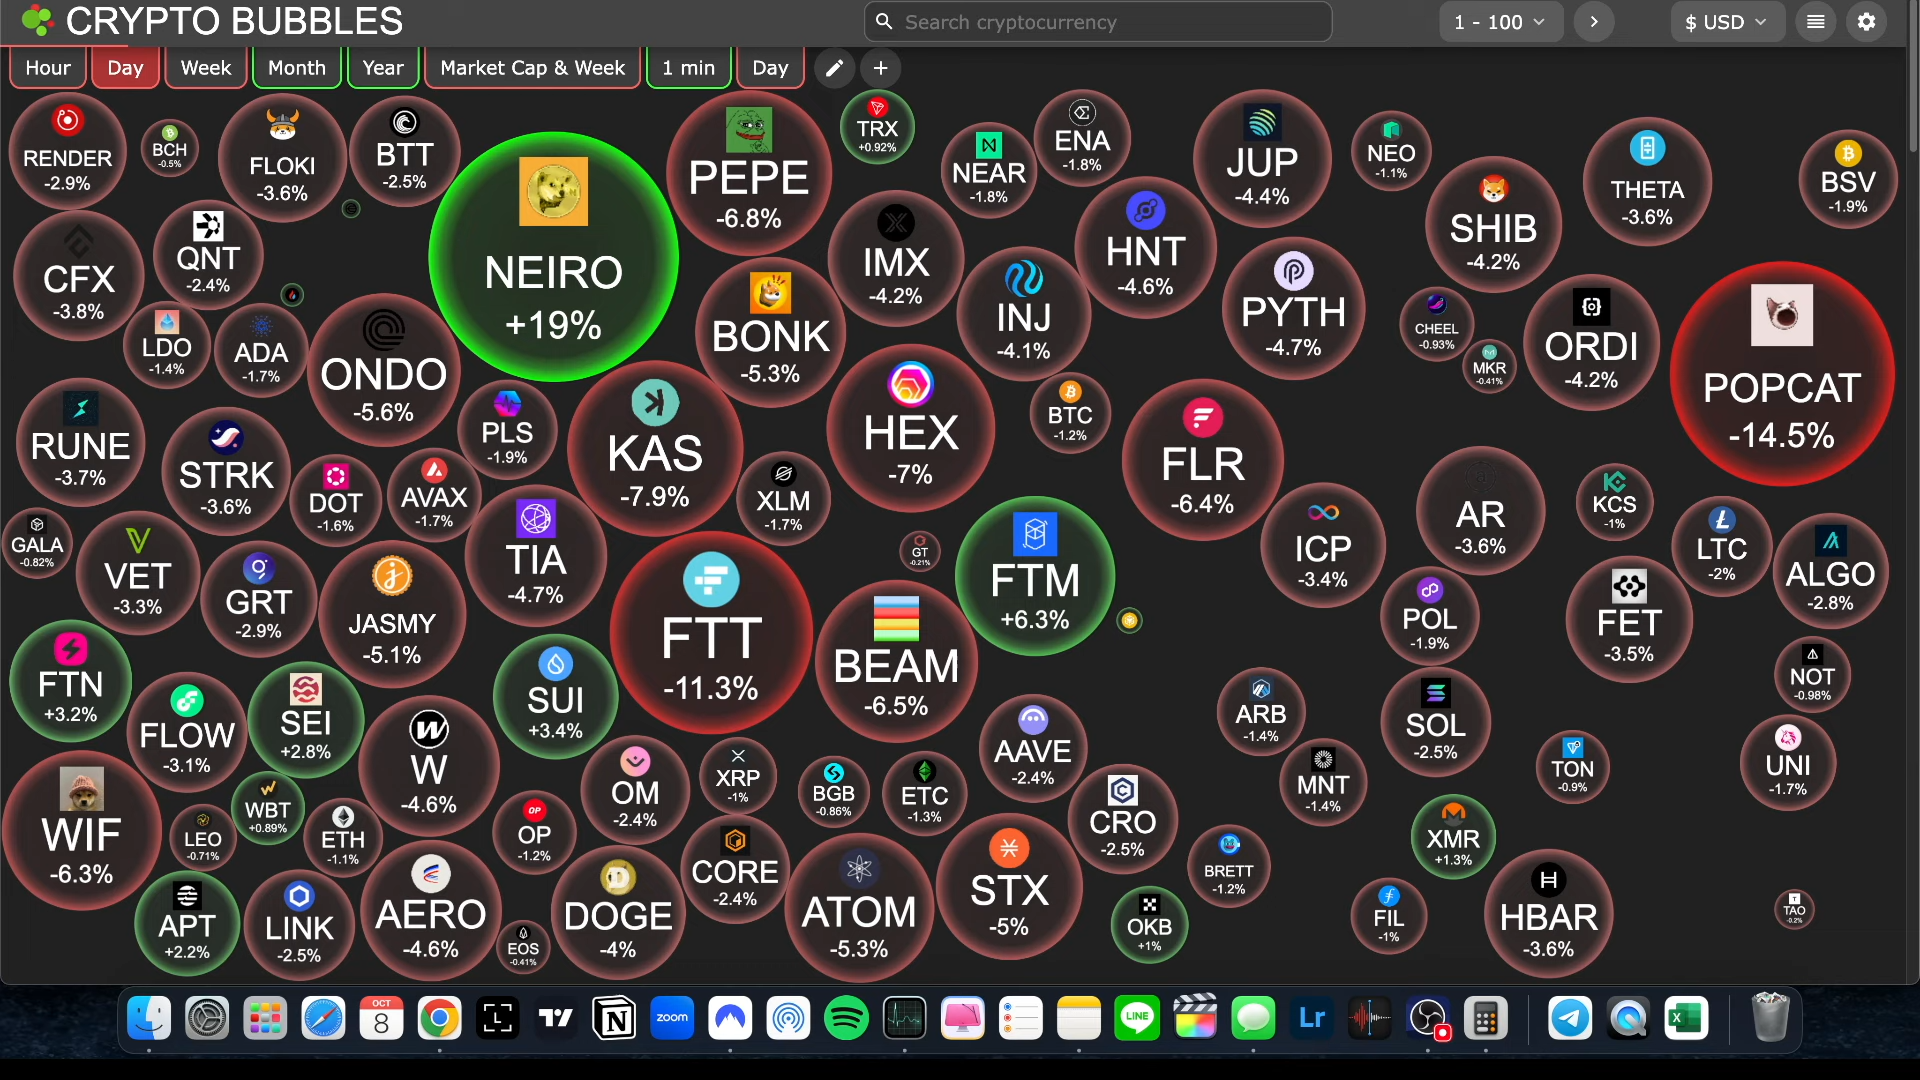 CRYPTO BUBBLES
Search cryptocurrency
1 - 100
$ USD
Hour
Day
Week
Month
Year
Market Cap & Week
1 min
Day
RENDER
-2.9%
BCH
-0.5%
FLOKI
-3.6%
BTT
-2.5%
NEIRO
+19%
PEPE
-6.8%
TRX
+0.92%
NEAR
-1.8%
ENA
-1.8%
JUP
-4.4%
NEO
-1.1%
SHIB
-4.2%
THETA
-3.6%
BSV
-1.9%
CFX
-3.8%
QNT
-2.4%
IMX
-4.2%
HNT
-4.6%
LDO
-1.4%
ADA
-1.7%
ONDO
-5.6%
BONK
-5.3%
INJ
-4.1%
PYTH
-4.7%
CHEEL
-0.93%
MKR
-0.41%
ORDI
-4.2%
POPCAT
-14.5%
RUNE
-3.7%
STRK
-3.6%
PLS
-1.9%
KAS
-7.9%
HEX
-7%
BTC
-1.2%
FLR
-6.4%
DOT
-1.6%
AVAX
-1.7%
XLM
-1.7%
AR
-3.6%
KCS
-1%
GALA
-0.82%
VET
-3.3%
GRT
-2.9%
JASMY
-5.1%
TIA
-4.7%
GT
-0.21%
FTM
+6.3%
ICP
-3.4%
LTC
-2%
ALGO
-2.8%
FTT
-11.3%
BEAM
-6.5%
POL
-1.9%
FET
-3.5%
FTN
+3.2%
FLOW
-3.1%
SEI
+2.8%
SUI
+3.4%
NOT
-0.98%
W
-4.6%
AAVE
-2.4%
ARB
-1.4%
SOL
-2.5%
WIF
-6.3%
WBT
+0.89%
LEO
-0.71%
ETH
-1.1%
OP
-1.2%
OM
-2.4%
XRP
-1%
BGB
-0.86%
ETC
-1.3%
CRO
-2.5%
MNT
-1.4%
TON
-0.9%
UNI
-1.7%
XMR
+1.3%
APT
+2.2%
LINK
-2.5%
AERO
-4.6%
EOS
-0.41%
DOGE
-4%
CORE
-2.4%
ATOM
-5.3%
STX
-5%
BRETT
-1.2%
OKB
+1%
FIL
-1%
HBAR
-3.6%
TAO
-0.2%
OCT
8
L
N
zoom
LINE
Lr
X